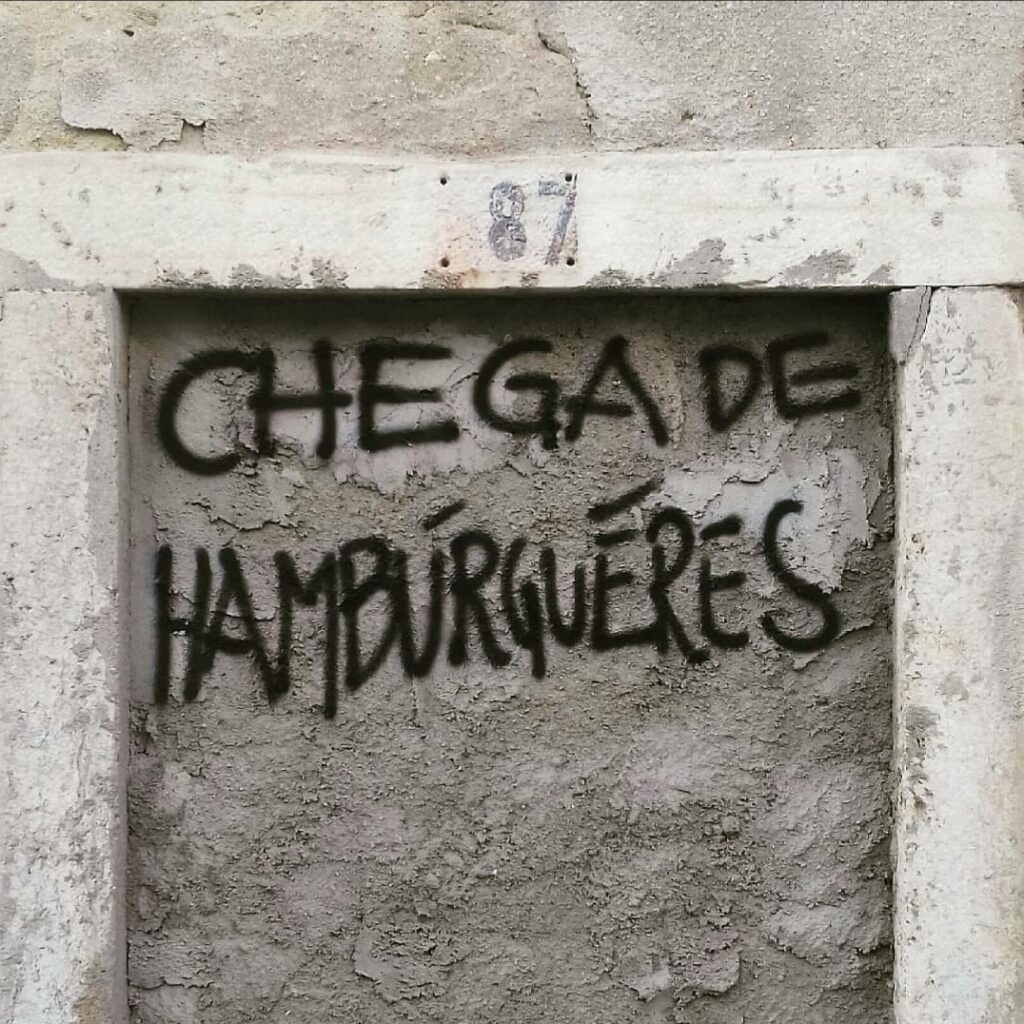 87
CHEGA DE
HAMBÚRGUÉRES